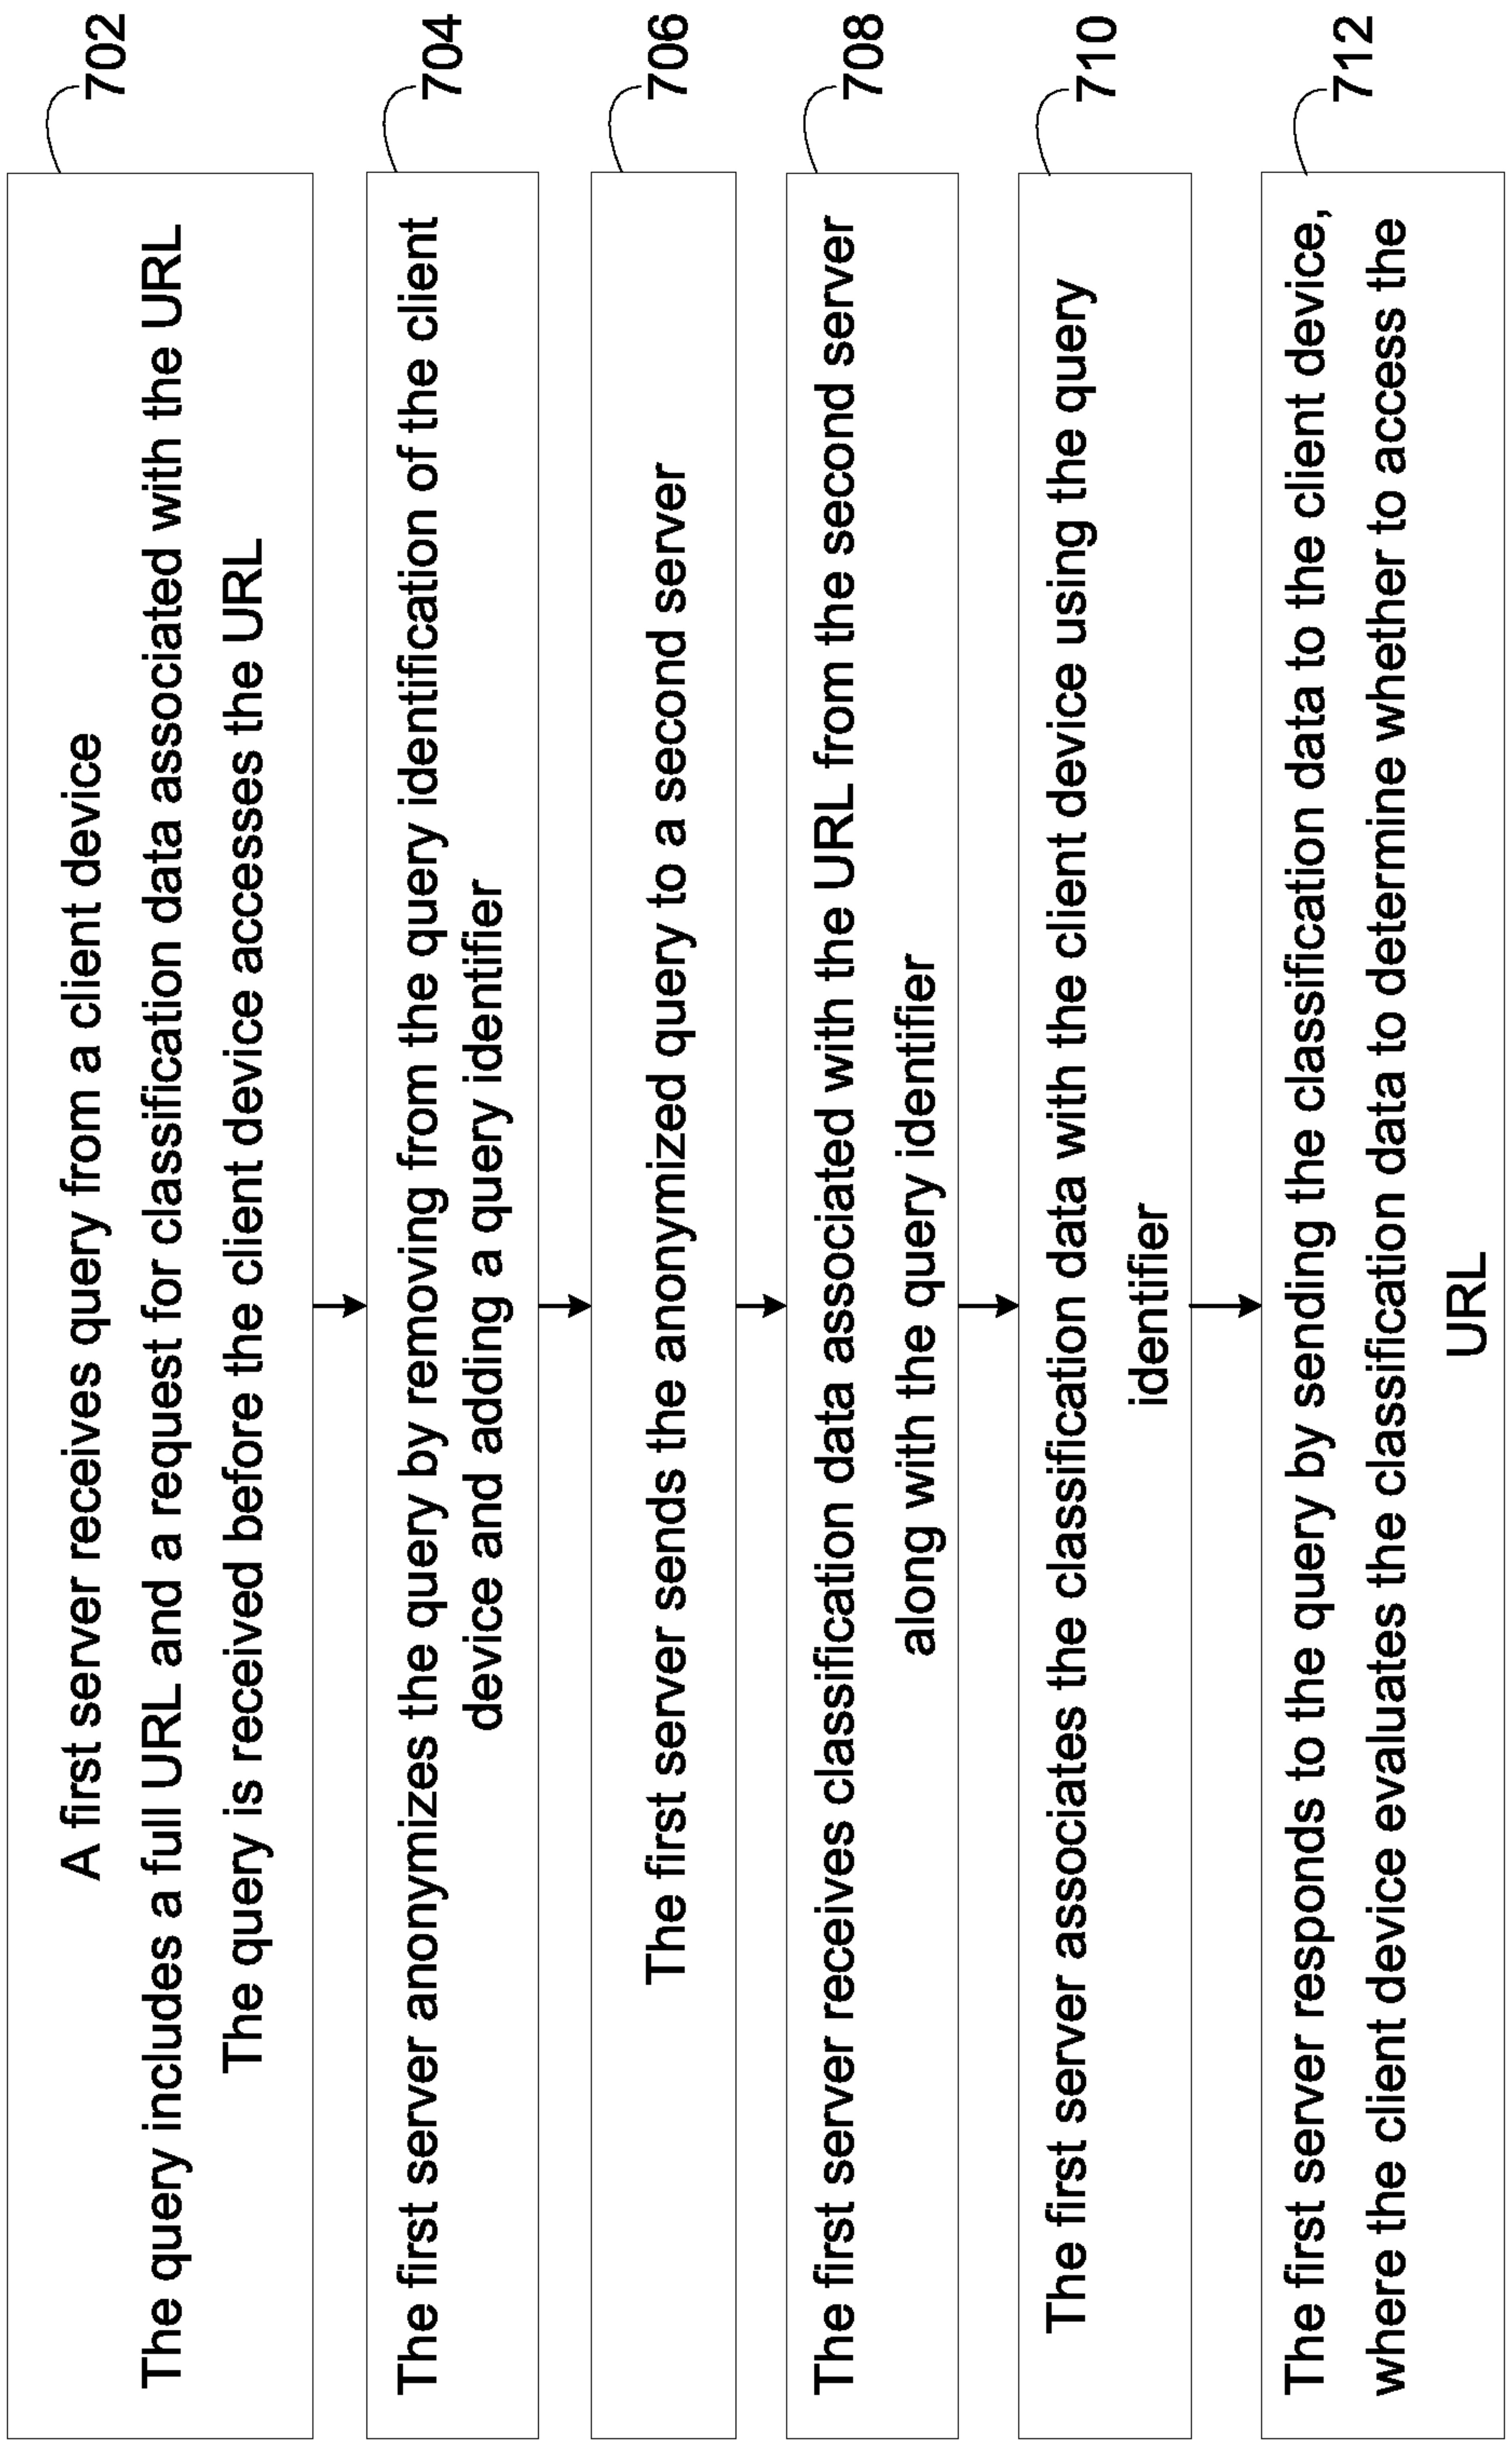 A first server receives query from a client device
The query includes a full URL and a request for classification data associated with the URL
The query is received before the client device accesses the URL
702
The first server anonymizes the query by removing from the query identification of the client
device and adding a query identifier
704
The first server sends the anonymized query to a second server
706
The first server receives classification data associated with the URL from the second server
along with the query identifier
708
The first server associates the classification data with the client device using the query
identifier
710
The first server responds to the query by sending the classification data to the client device,
where the client device evaluates the classification data to determine whether to access the
URL
712